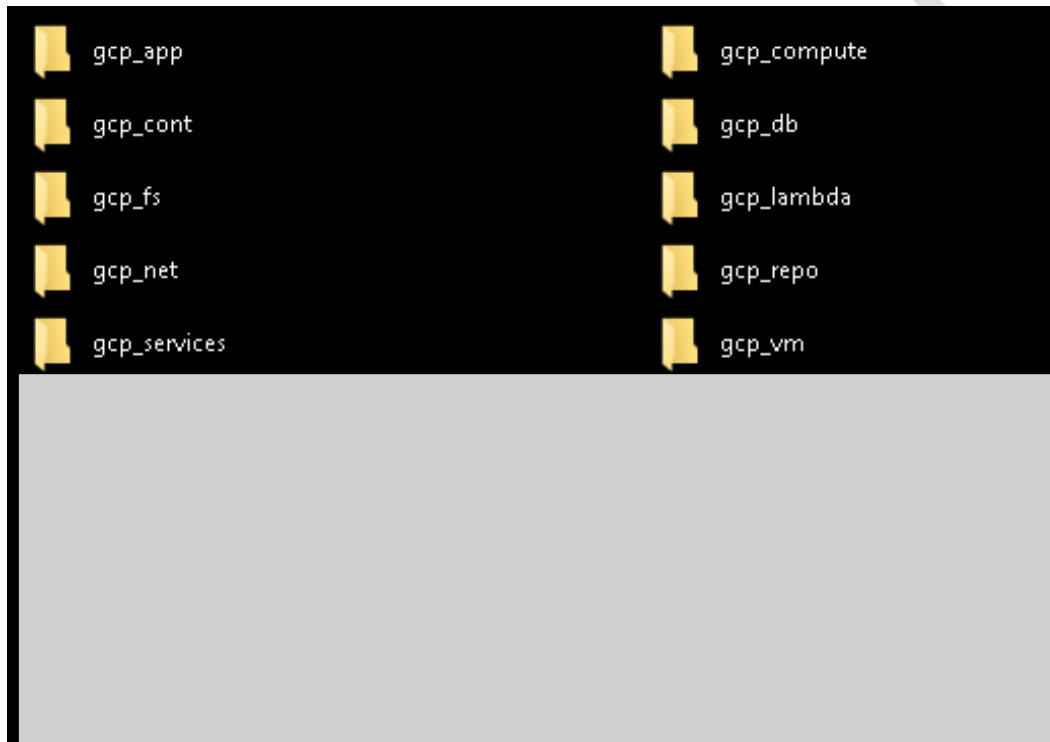 gcp_app gcp_compute
gcp_cont gcp_db
gcp_fs gcp_lambda
gcp_net gcp_repo
gcp_services gcp_vm